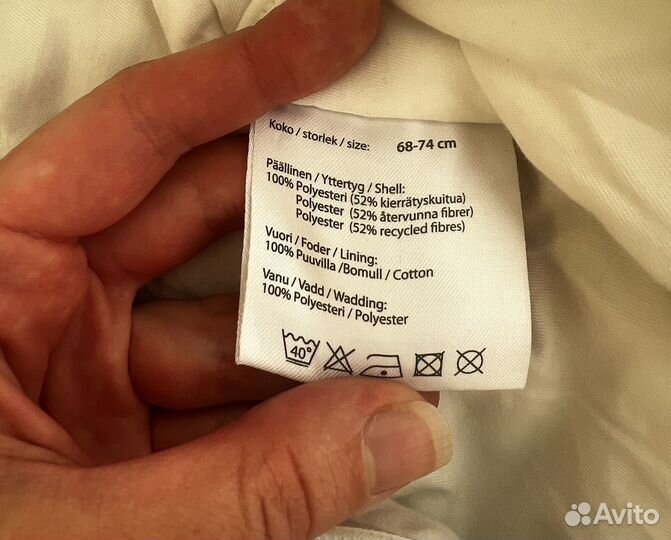 Koko / storlek / size: 68-74 cm
Päällinen / Yttertyg / Shell:
100% Polyesteri (52% kierrätyskuitua)
Polyester (52% återvunna fibrer)
Polyester (52% recycled fibres)
Vuori / Foder / Lining:
100% Puuvilla /Bomull / Cotton
Vanu / Vadd / Wadding:
100% Polyesteri / Polyester
40°
Avito